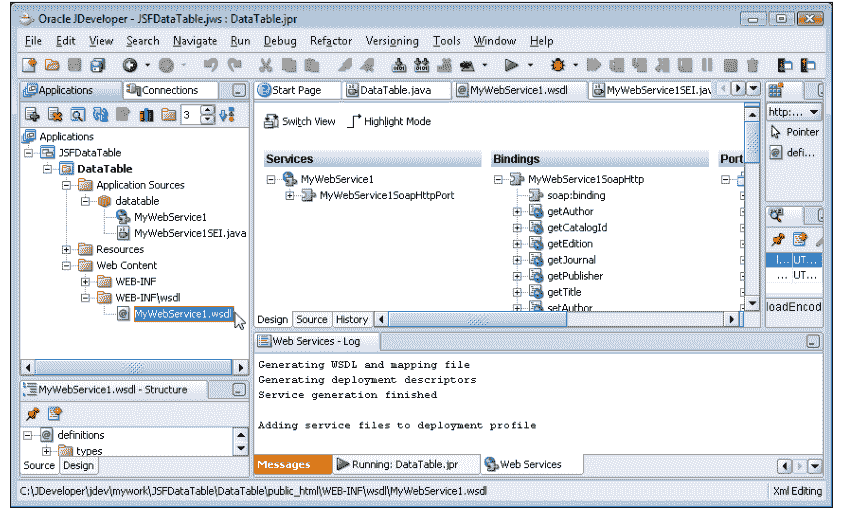 Oracle JDeveloper - JSFDataTable.jws : DataTable.jpr
File Edit View Search Navigate Run Debug Refactor Versioning Tools Window Help
Applications Connections
3
Applications
JSFDataTable
DataTable
Application Sources
datatable
MyWebService1
MyWebService1SEI.java
Resources
Web Content
WEB-INF
WEB-INF\wsdl
MyWebService1.wsdl
MyWebService1.wsdl - Structure
definitions
types
Source Design
Start Page DataTable.java MyWebService1.wsdl MyWebService1SEI.jav
Switch View Highlight Mode
Services
MyWebService1
MyWebService1SoapHttpPort
Bindings
MyWebService1SoapHttp
soap:binding
getAuthor
getCatalogId
getEdition
getJournal
getPublisher
getTitle
setAuthor
Port
Design Source History
Web Services - Log
Generating WSDL and mapping file
Generating deployment descriptors
Service generation finished
Adding service files to deployment profile
Messages Running: DataTable.jpr Web Services
http:...
Pointer
defi...
I... UT...
... UT...
loadEncod
C:\JDeveloper\jdev\mywork\JSFDataTable\DataTable\public_html\WEB-INF\wsdl\MyWebService1.wsdl
Xml Editing